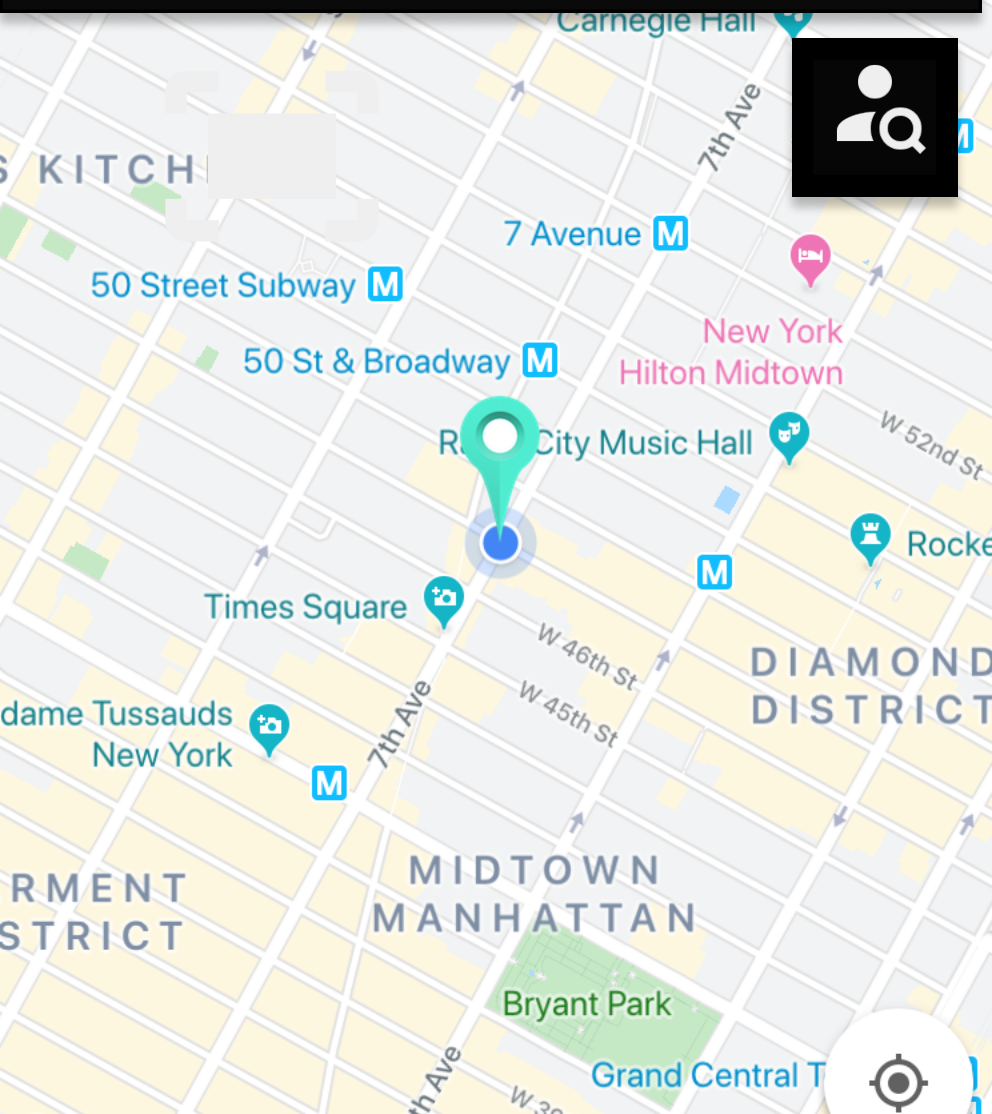 Carnegie Hall
7th Ave
M
S KITCH
7 Avenue M
50 Street Subway M
New York
Hilton Midtown
50 St & Broadway M
W 52nd St
City Music Hall
M
Rocke
Times Square
W 46th St
DIAMOND
DISTRICT
W 45th St
7th Ave
dame Tussauds
New York
M
MIDTOWN
MANHATTAN
RMENT
STRICT
Bryant Park
Grand Central T
th Ave